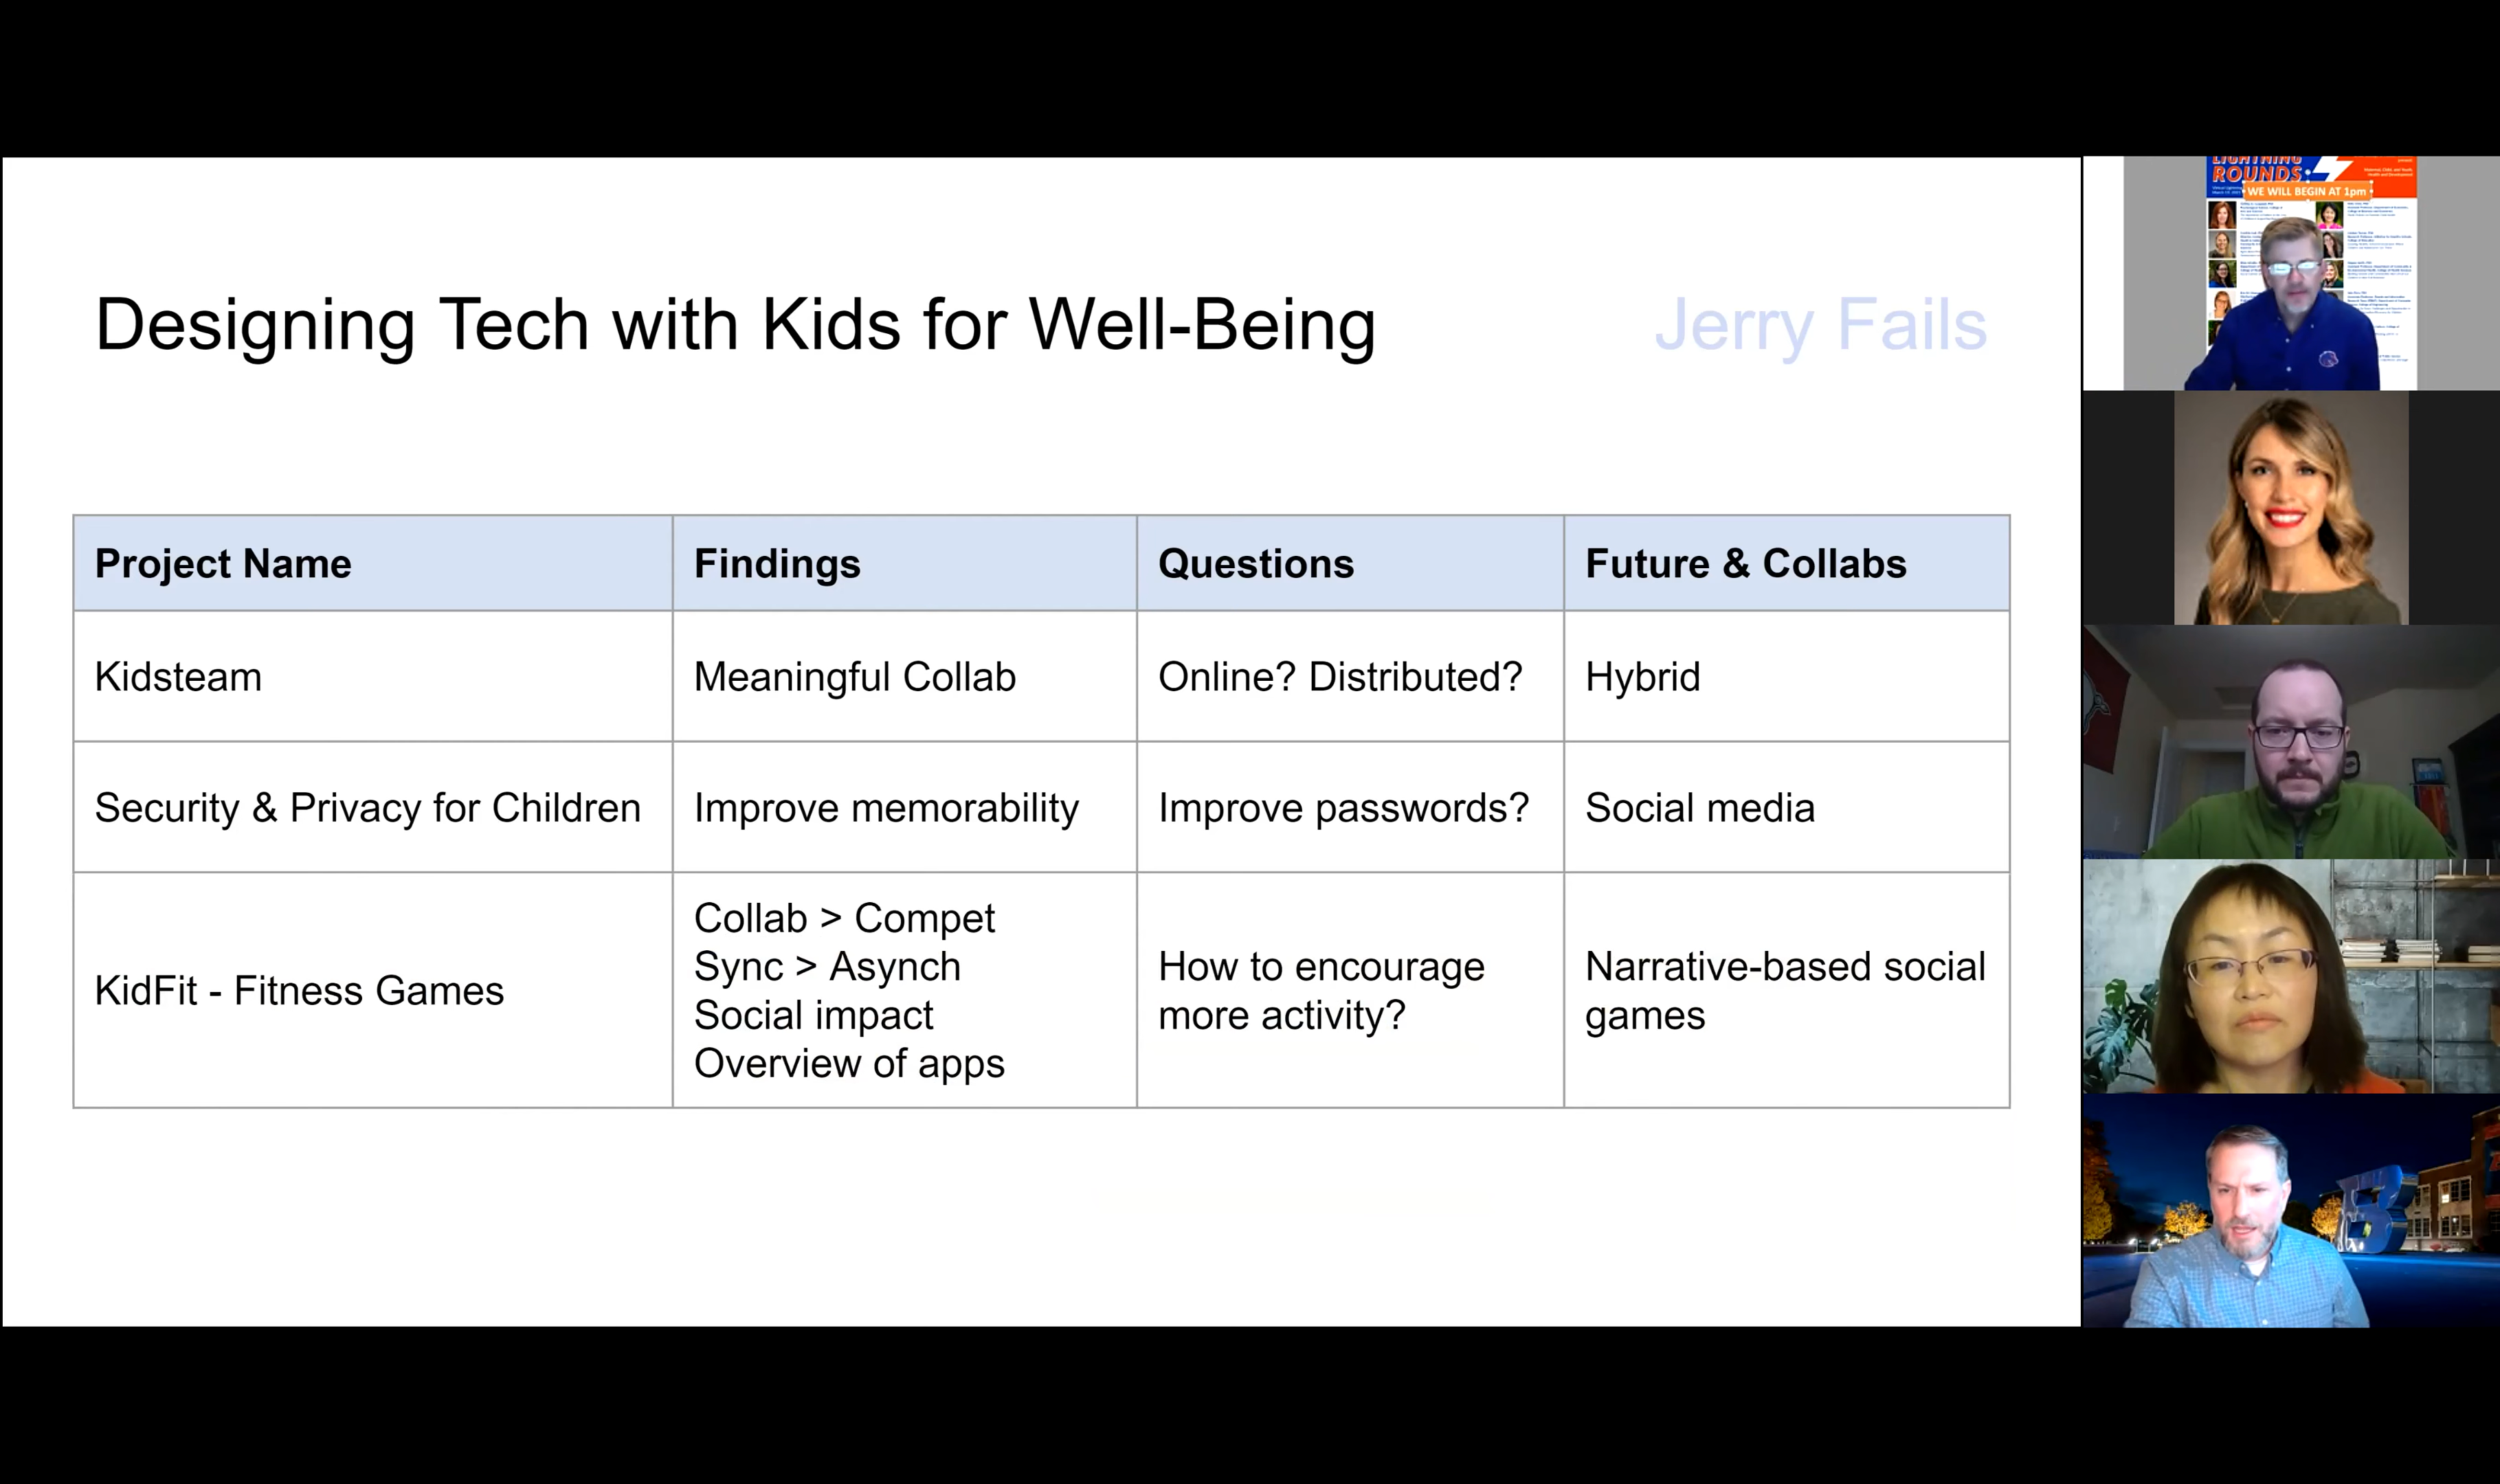 Designing Tech with Kids for Well-Being
Jerry Fails
Project Name
Findings
Questions
Future & Collabs
Kidsteam
Meaningful Collab
Online? Distributed?
Hybrid
Security & Privacy for Children
Improve memorability
Improve passwords?
Social media
KidFit - Fitness Games
Collab > Compet
Sync > Asynch
Social impact
Overview of apps
How to encourage
more activity?
Narrative-based social
games
LIGHTNING
ROUNDS
WE WILL BEGIN AT 1pm
B